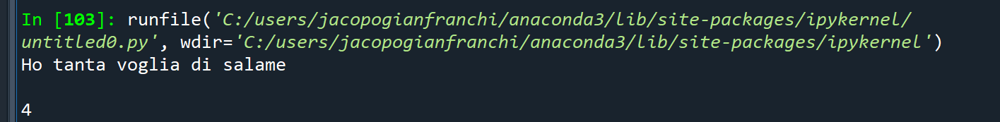 In [103]: runfile('C:/users/jacopogianfranchi/anaconda3/lib/site-packages/ipykernel/
untitled0.py', wdir='C:/users/jacopogianfranchi/anaconda3/lib/site-packages/ipykernel')
Ho tanta voglia di salame
4